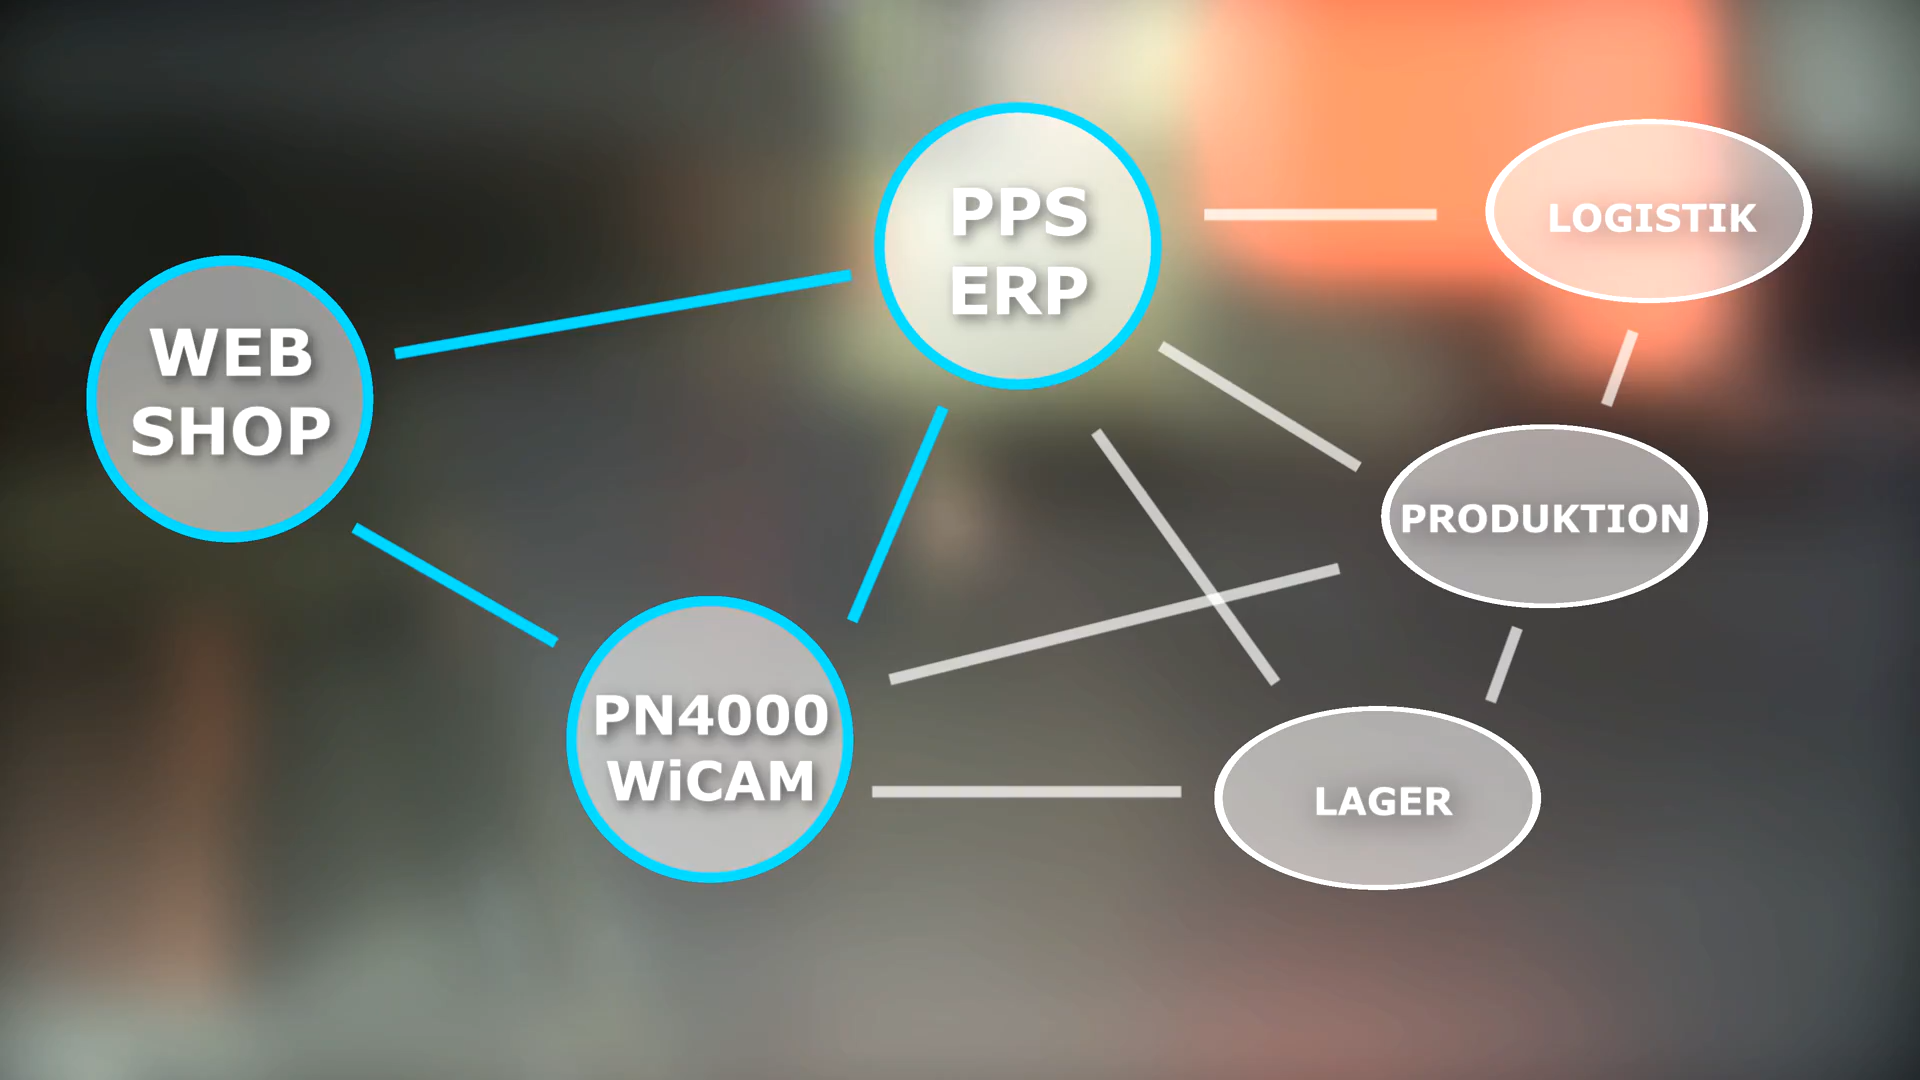 WEB
SHOP
PPS
ERP
PN4000
WiCAM
LOGISTIK
PRODUKTION
LAGER